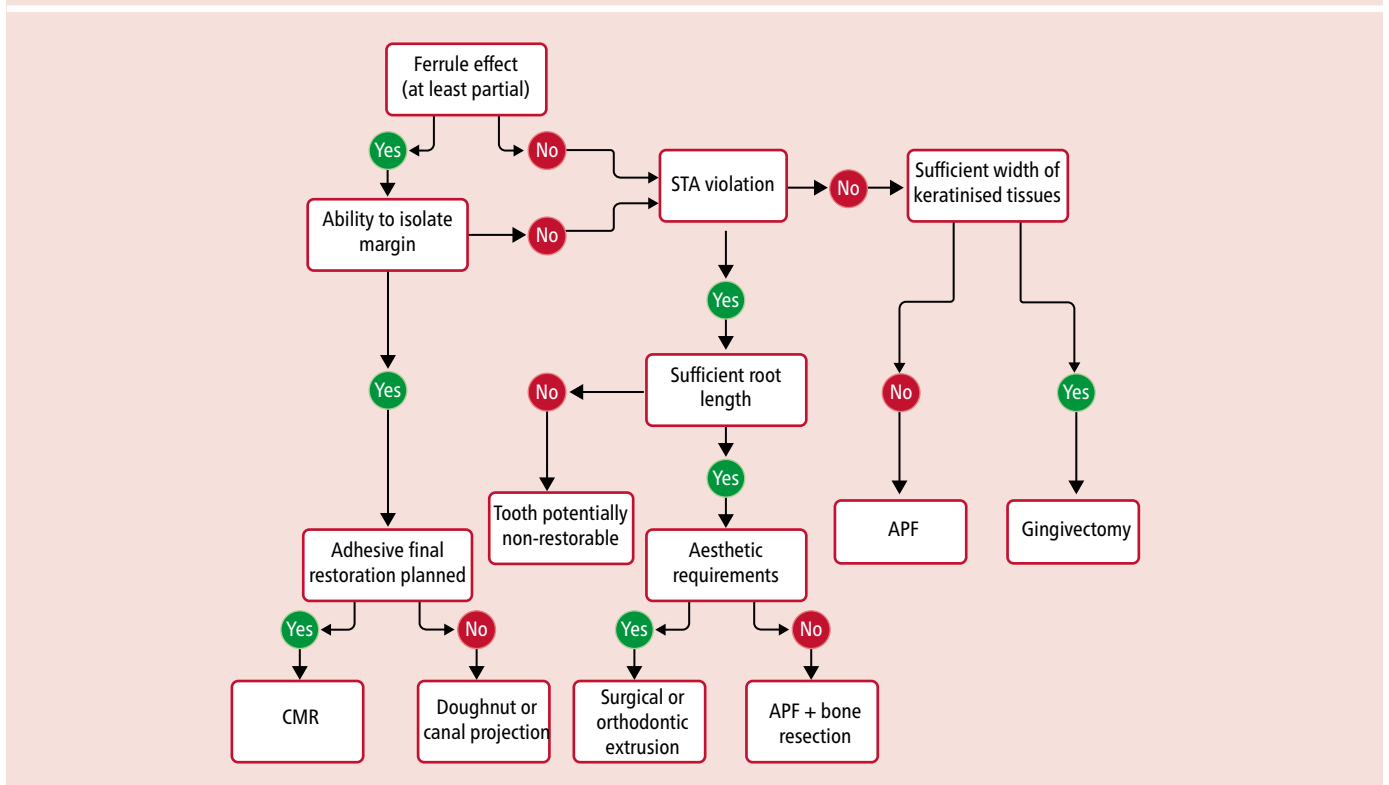 Ferrule effect
(at least partial)
Yes
No
STA violation
No
Sufficient width of
keratinised tissues
Ability to isolate
margin
No
Yes
Yes
Sufficient root
length
No
No
Yes
Yes
Tooth potentially
non-restorable
APF
Gingivectomy
Adhesive final
restoration planned
Aesthetic
requirements
Yes
No
Yes
No
CMR
Doughnut or
canal projection
Surgical or
orthodontic
extrusion
APF + bone
resection